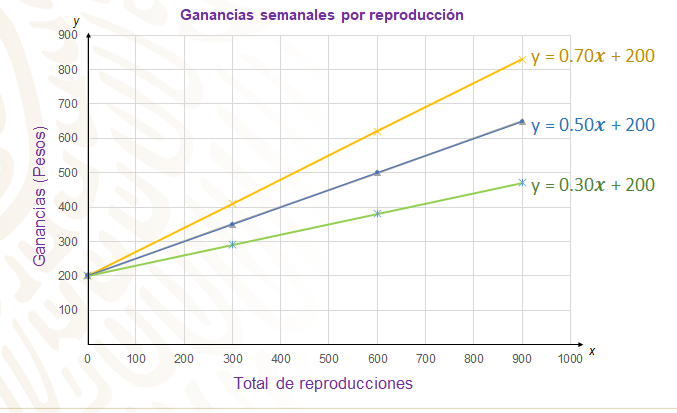 Ganancias semanales por reproducción
y
900
800
700
600
500
400
300
200
100
Ganancias (Pesos)
y = 0.70x + 200
y = 0.50x + 200
y = 0.30x + 200
0 100 200 300 400 500 600 700 800 900 1000 x
Total de reproducciones